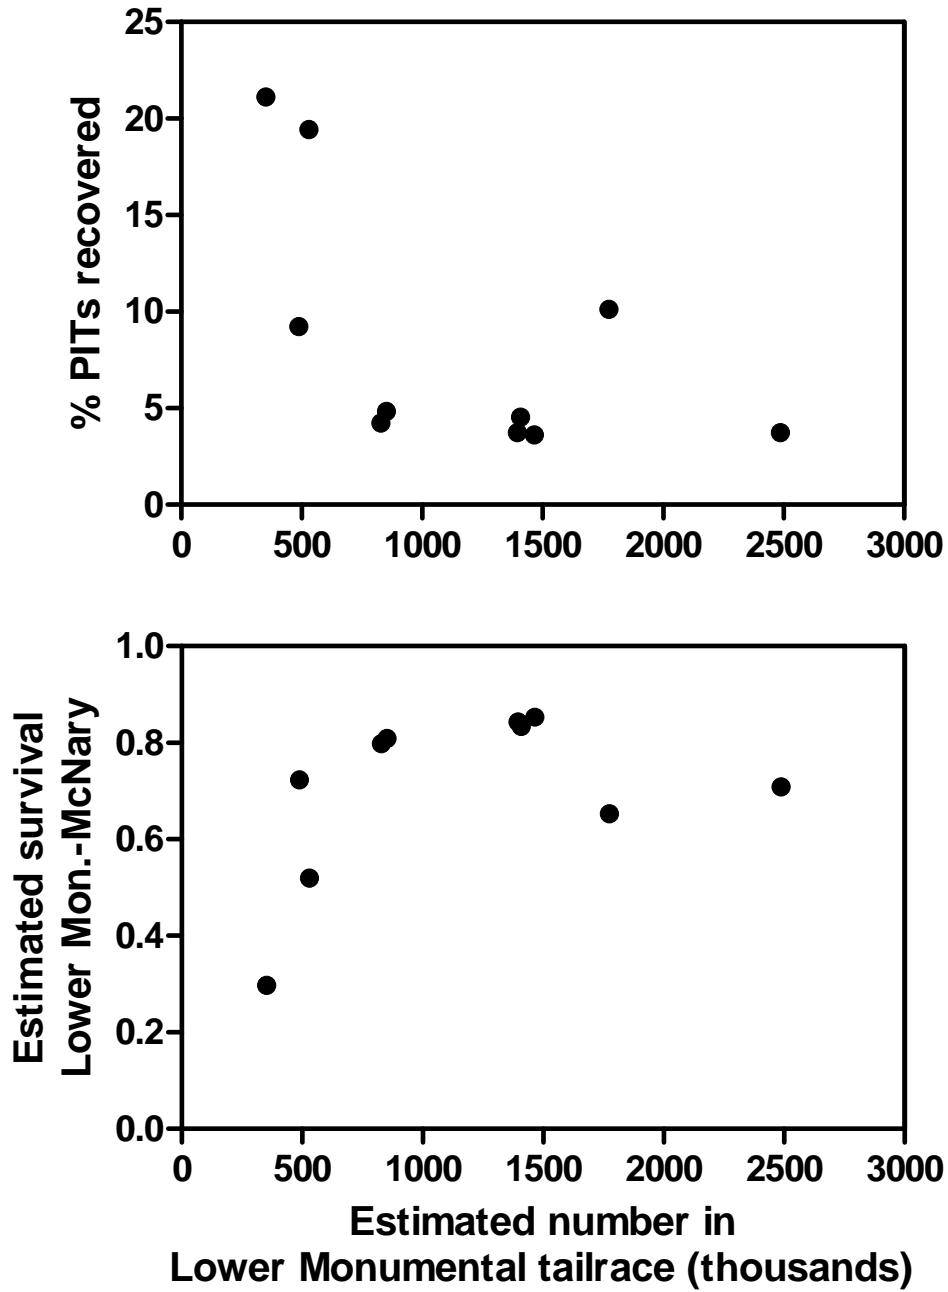 25
20
15
10
5
0
% PITs recovered
0 500 1000 1500 2000 2500 3000
1.0
0.8
0.6
0.4
0.2
0.0
Estimated survival
Lower Mon.-McNary
0 500 1000 1500 2000 2500 3000
Estimated number in
Lower Monumental tailrace (thousands)